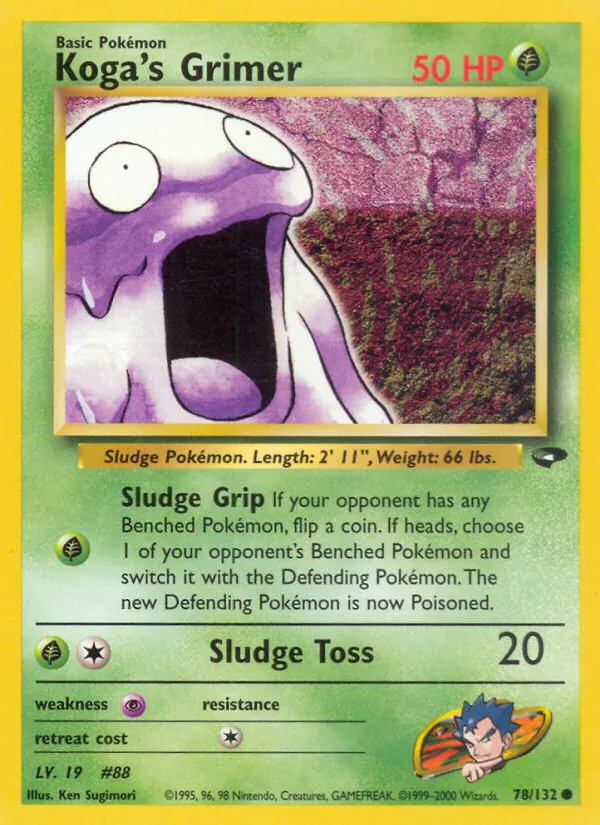 Basic Pokémon
Koga's Grimer 50 HP
Sludge Pokémon. Length: 2' 11", Weight: 66 lbs.
Sludge Grip If your opponent has any
Benched Pokémon, flip a coin. If heads, choose
1 of your opponent's Benched Pokémon and
switch it with the Defending Pokémon. The
new Defending Pokémon is now Poisoned.
Sludge Toss 20
weakness resistance
retreat cost
LV. 19 #88
Illus. Ken Sugimori ©1995, 96, 98 Nintendo, Creatures, GAMEFREAK. ©1999-2000 Wizards. 78/132